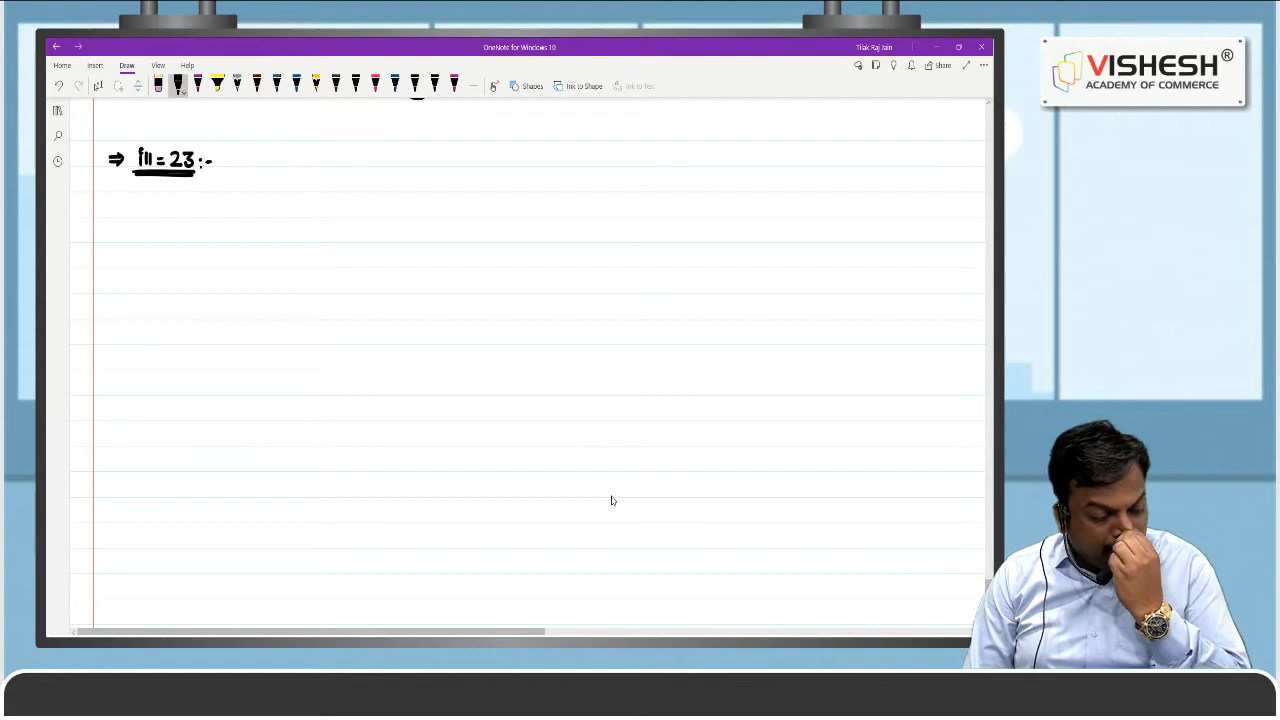 OneNote for Windows 10
Tilak Raj Jain
Home Insert Draw View Help
Share
Shapes Ink to Shape Ink to Text
⇒ fll = 23 :-
VISHESH®
ACADEMY OF COMMERCE